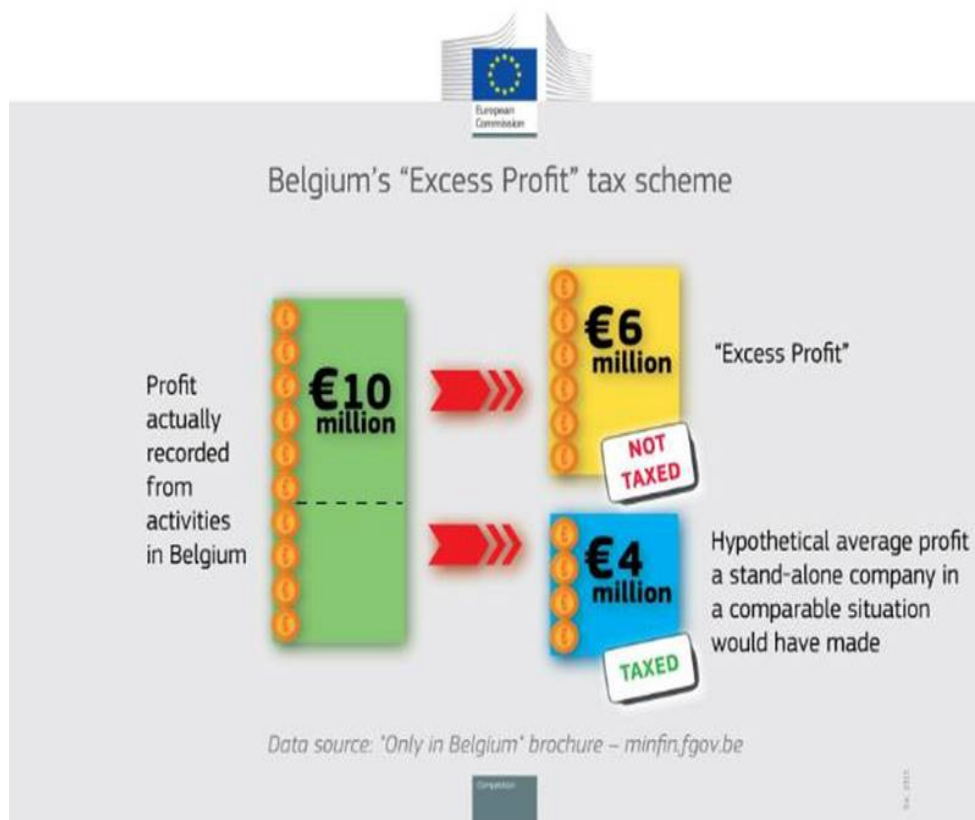 European
Commission
Belgium's “Excess Profit” tax scheme
Profit
actually
recorded
from
activities
in Belgium
€10
million
€6
million
NOT
TAXED
“Excess Profit”
€4
million
TAXED
Hypothetical average profit
a stand-alone company in
a comparable situation
would have made
Data source: "Only in Belgium" brochure – minfin.fgov.be
Competition